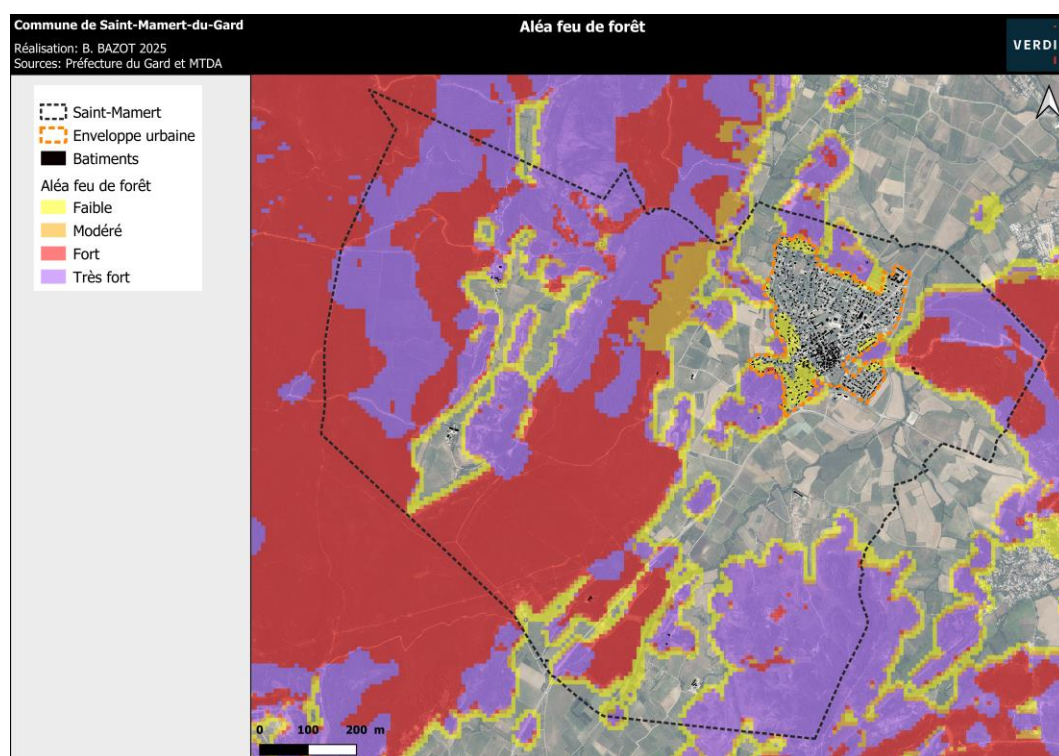 Commune de Saint-Mamert-du-Gard
Aléa feu de forêt
Réalisation: B. BAZOT 2025
Sources: Préfecture du Gard et MTDA
VERDI
Saint-Mamert
Enveloppe urbaine
Batiments
Aléa feu de forêt
Faible
Modéré
Fort
Très fort
0 100 200 m